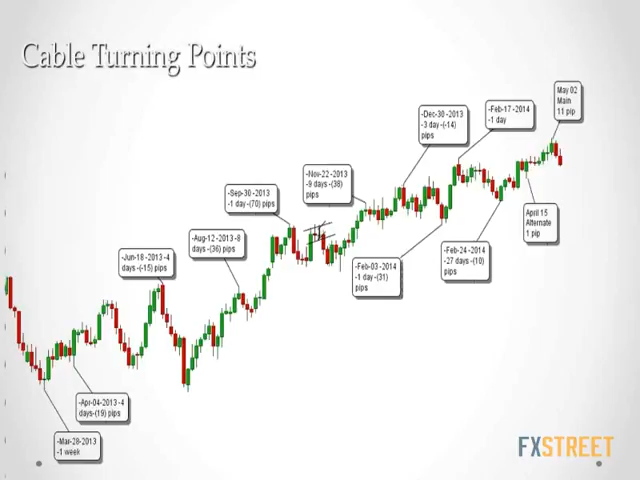 Cable Turning Points
May 02
Main
11 pip
-Dec-30-2013
-3 day -(-14)
pips
-Feb-17-2014
-1 day
-Nov-22-2013
-9 days -(38)
pips
-Sep-30-2013
-1 day -(70) pips
-Aug-12-2013 -8
days -(36) pips
-Jun-18-2013 -4
days -(-15) pips
April 15
Alternate
1 pip
-Feb-24-2014
-27 days -(10)
pips
-Feb-03-2014
-1 day -(31)
pips
-Apr-04-2013 -4
days-(19) pips
-Mar-28-2013
-1 week
FXSTREET